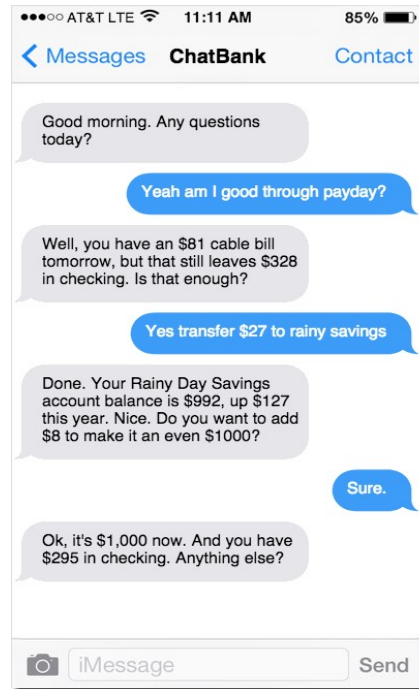 AT&T LTE 11:11 AM 85%
Messages ChatBank Contact
Good morning. Any questions
today?
Yeah am I good through payday?
Well, you have an $81 cable bill
tomorrow, but that still leaves $328
in checking. Is that enough?
Yes transfer $27 to rainy savings
Done. Your Rainy Day Savings
account balance is $992, up $127
this year. Nice. Do you want to add
$8 to make it an even $1000?
Sure.
Ok, it's $1,000 now. And you have
$295 in checking. Anything else?
iMessage Send